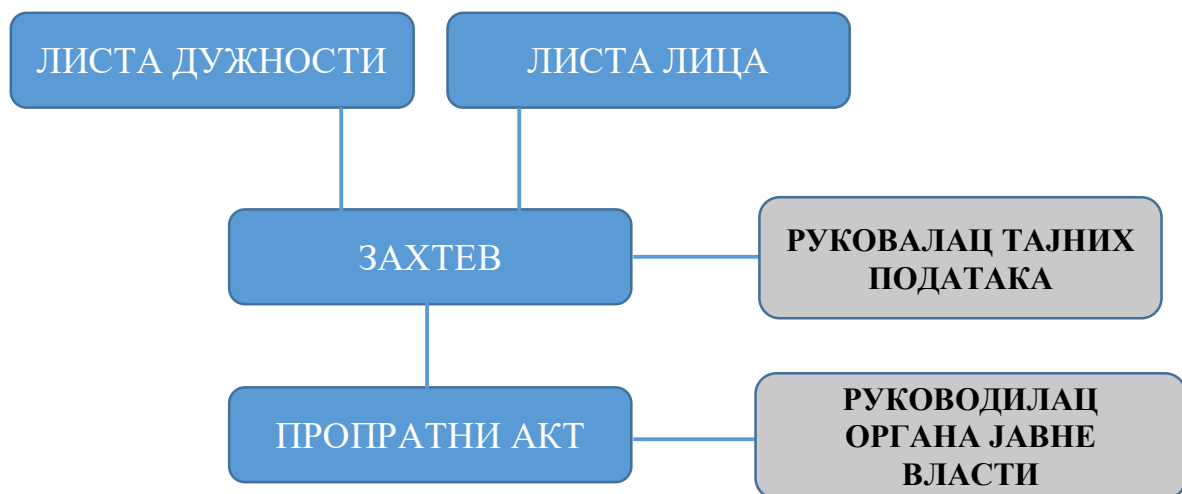 ЛИСТА ДУЖНОСТИ
ЛИСТА ЛИЦА
ЗАХТЕВ
РУКОВАЛАЦ ТАЈНИХ
ПОДАТАКА
ПРОПРАТНИ АКТ
РУКОВОДИЛАЦ
ОРГАНА ЈАВНЕ
ВЛАСТИ